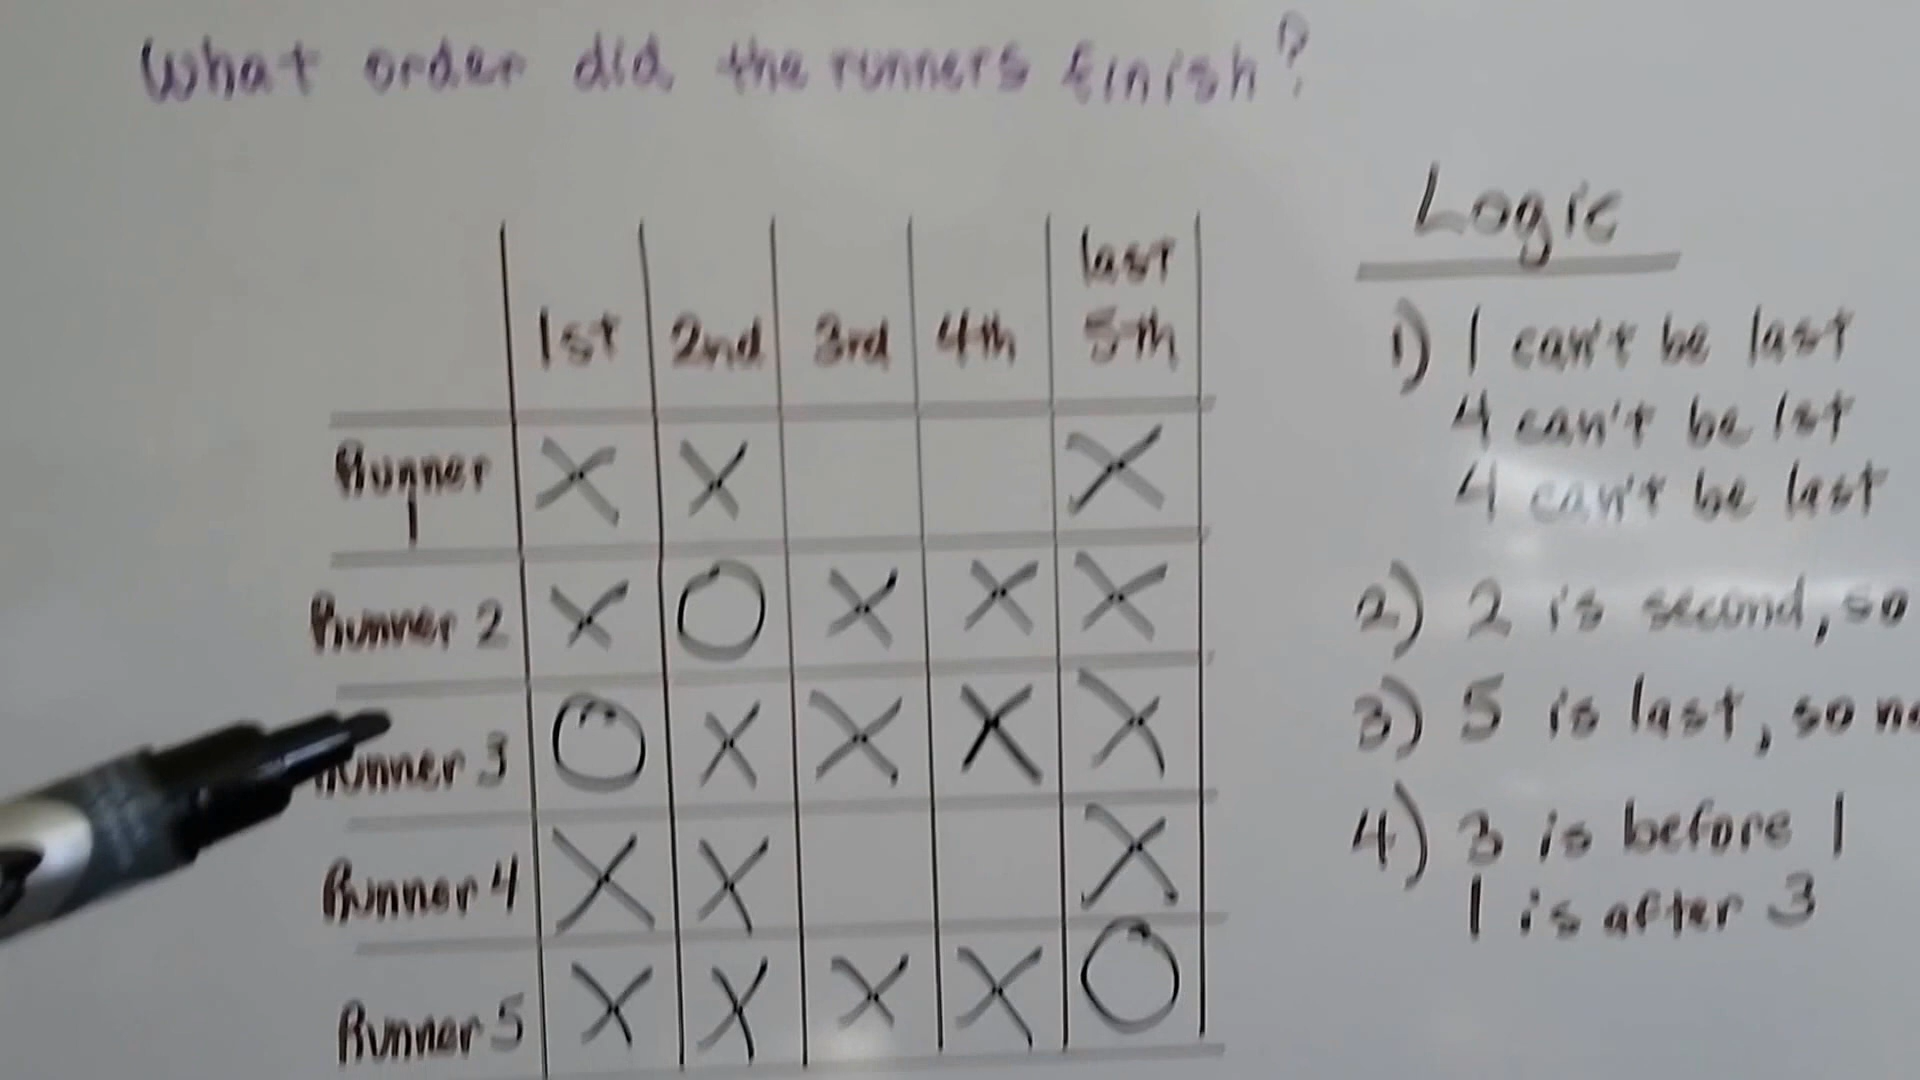 What order did the runners finish?
Logic
last
1st 2nd 3rd 4th 5th
Runner 1 X X X
Runner 2 X O X X X
Runner 3 O X X X X
Runner 4 X X X
Runner 5 X X X X O
1) 1 can't be last
4 can't be 1st
4 can't be last
2) 2 is second, so
3) 5 is last, so
4) 3 is before 1
1 is after 3